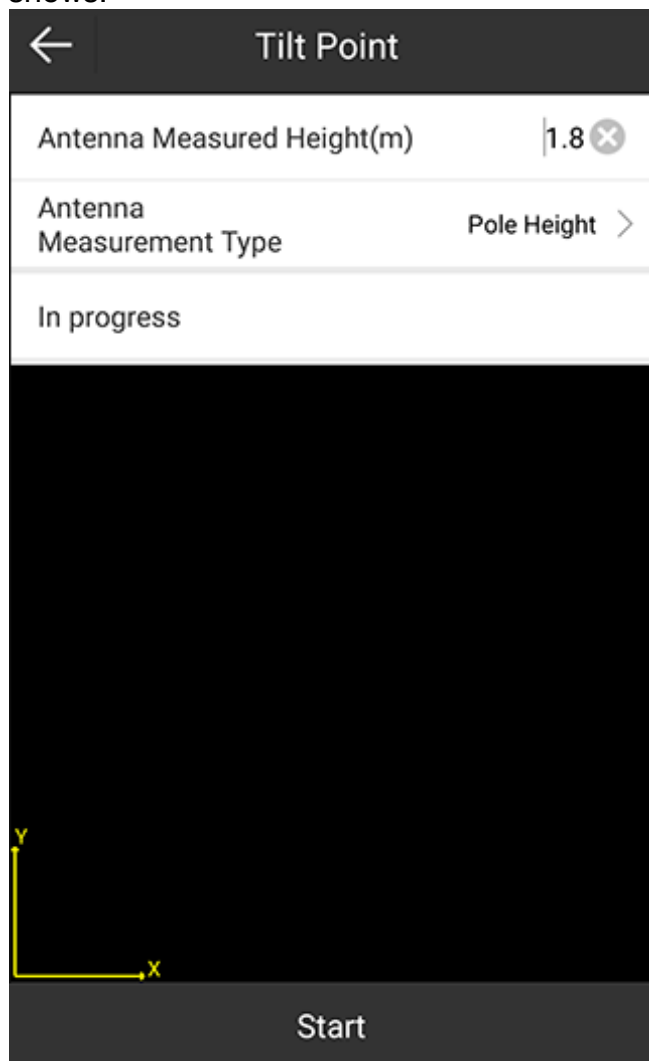 Tilt Point
Antenna Measured Height(m) 1.8
Antenna
Measurement Type
Pole Height
In progress
Y
X
Start